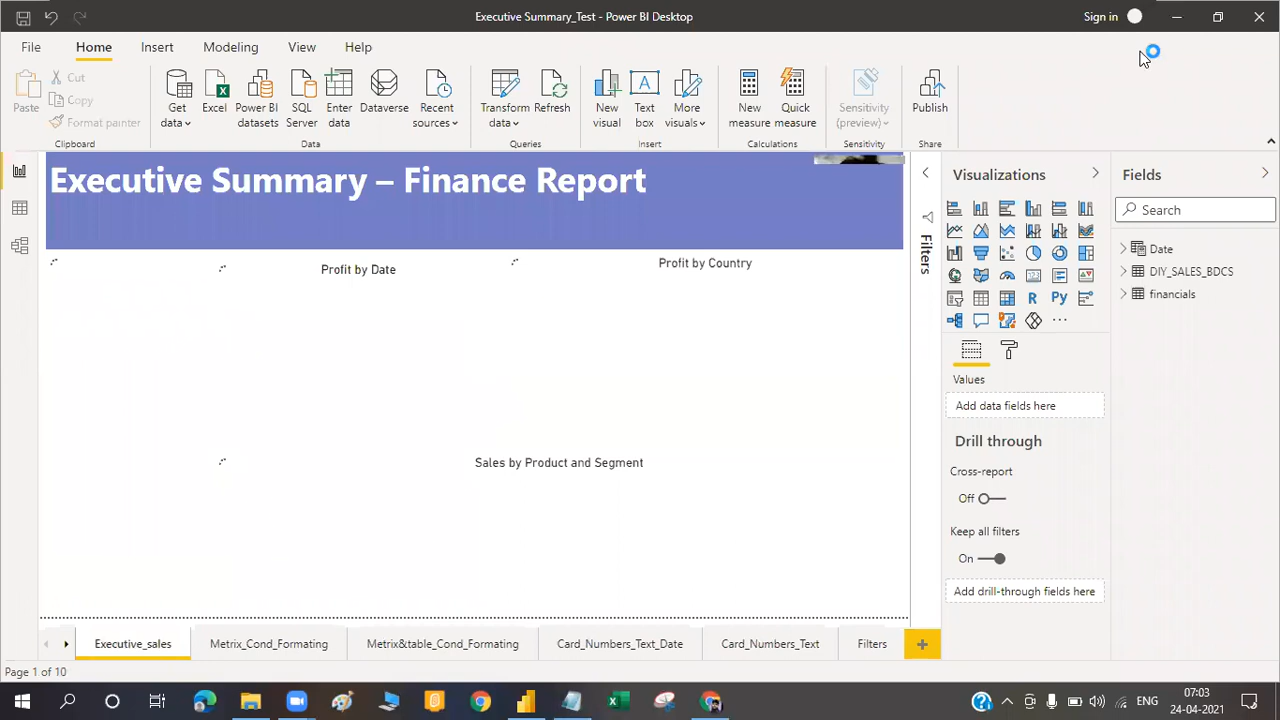 Executive Summary_Test - Power BI Desktop
Sign in
File Home Insert Modeling View Help
Paste
Cut
Copy
Format painter
Clipboard
Get data
Excel
Power BI datasets
SQL Server
Enter data
Dataverse
Recent sources
Data
Transform data
Refresh
Queries
New visual
Text box
More visuals
Insert
New measure
Quick measure
Calculations
Sensitivity (preview)
Sensitivity
Publish
Share
Executive Summary – Finance Report
Profit by Date
Profit by Country
Sales by Product and Segment
Filters
Visualizations
R
Py
123
Values
Add data fields here
Drill through
Cross-report
Off
Keep all filters
On
Add drill-through fields here
Fields
Search
Date
DIY_SALES_BDCS
financials
Executive_sales
Metrix_Cond_Formating
Metrix&table_Cond_Formating
Card_Numbers_Text_Date
Card_Numbers_Text
Filters
Page 1 of 10
ENG
07:03
24-04-2021